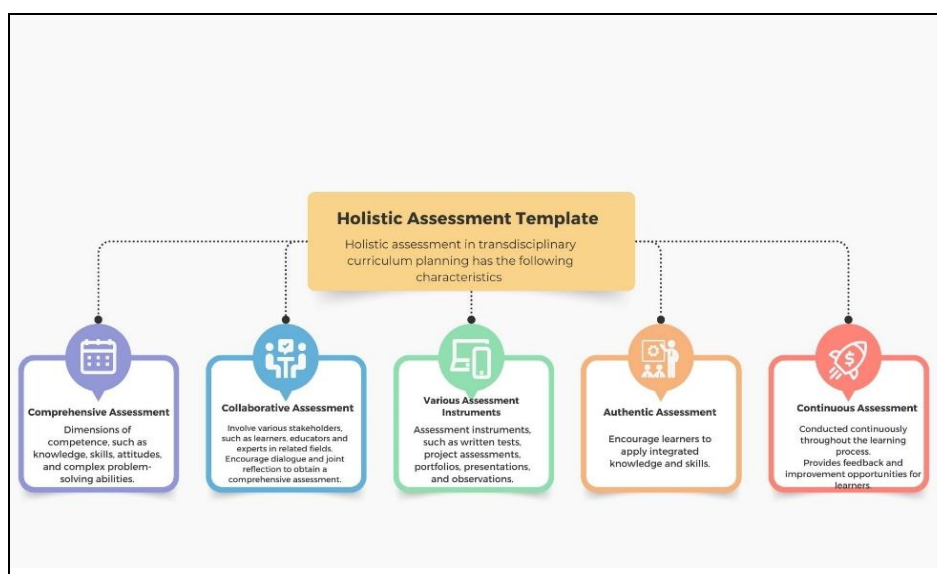 Holistic Assessment Template
Holistic assessment in transdisciplinary
curriculum planning has the following
characteristics
Comprehensive Assessment
Dimensions of
competence, such as
knowledge, skills, attitudes,
and complex problem-
solving abilities.
Collaborative Assessment
Involve various stakeholders,
such as learners, educators and
experts in related fields.
Encourage dialogue and joint
reflection to obtain a
comprehensive assessment.
Various Assessment
Instruments
Assessment instruments,
such as written tests,
project assessments,
portfolios, presentations,
and observations.
Authentic Assessment
Encourage learners to
apply integrated
knowledge and skills.
Continuous Assessment
Conducted continuously
throughout the learning
process.
Provides feedback and
improvement opportunities for
learners.